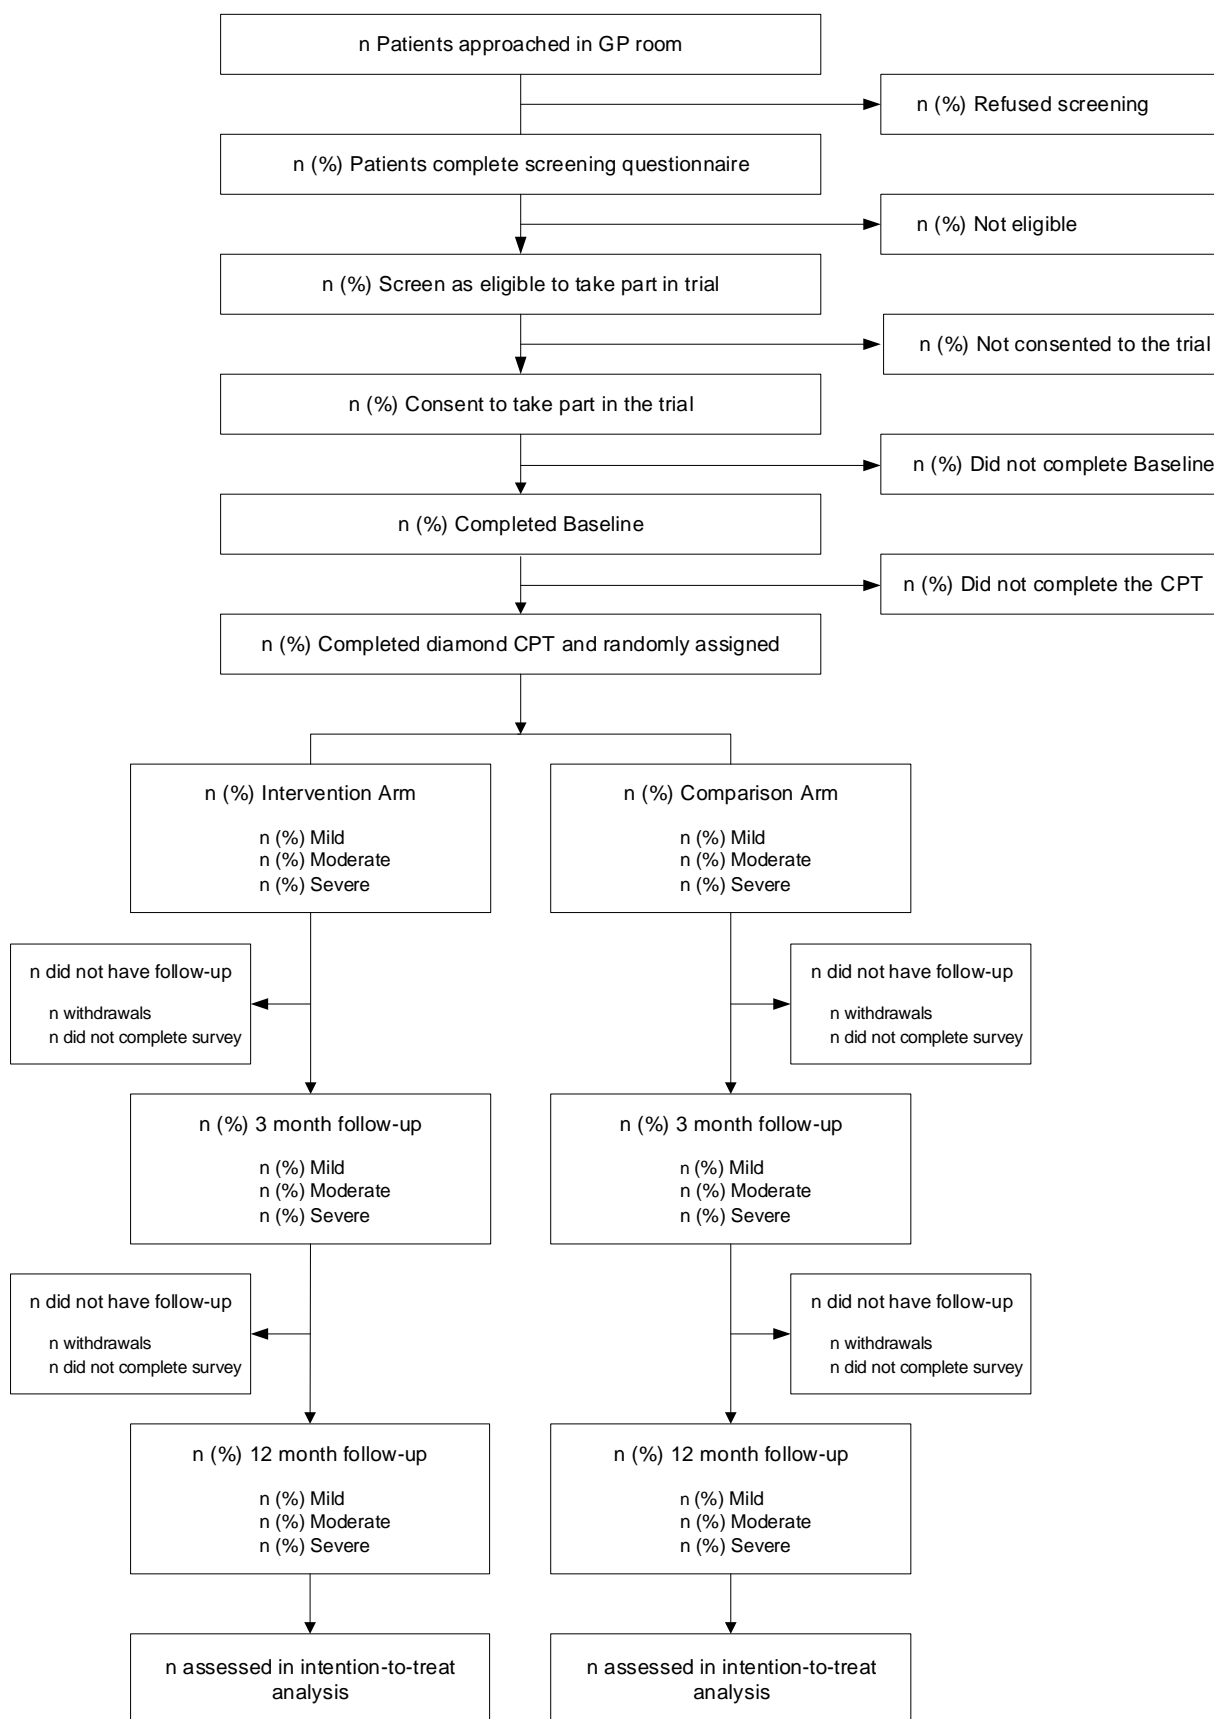 n Patients approached in GP room
n (%) Refused screening
n (%) Patients complete screening questionnaire
n (%) Not eligible
n (%) Screen as eligible to take part in trial
n (%) Not consented to the trial
n (%) Consent to take part in the trial
n (%) Did not complete Baseline
n (%) Completed Baseline
n (%) Did not complete the CPT
n (%) Completed diamond CPT and randomly assigned
n (%) Intervention Arm
n (%) Mild
n (%) Moderate
n (%) Severe
n (%) Comparison Arm
n (%) Mild
n (%) Moderate
n (%) Severe
n did not have follow-up
n withdrawals
n did not complete survey
n did not have follow-up
n withdrawals
n did not complete survey
n (%) 3 month follow-up
n (%) Mild
n (%) Moderate
n (%) Severe
n (%) 3 month follow-up
n (%) Mild
n (%) Moderate
n (%) Severe
n did not have follow-up
n withdrawals
n did not complete survey
n did not have follow-up
n withdrawals
n did not complete survey
n (%) 12 month follow-up
n (%) Mild
n (%) Moderate
n (%) Severe
n (%) 12 month follow-up
n (%) Mild
n (%) Moderate
n (%) Severe
n assessed in intention-to-treat
analysis
n assessed in intention-to-treat
analysis